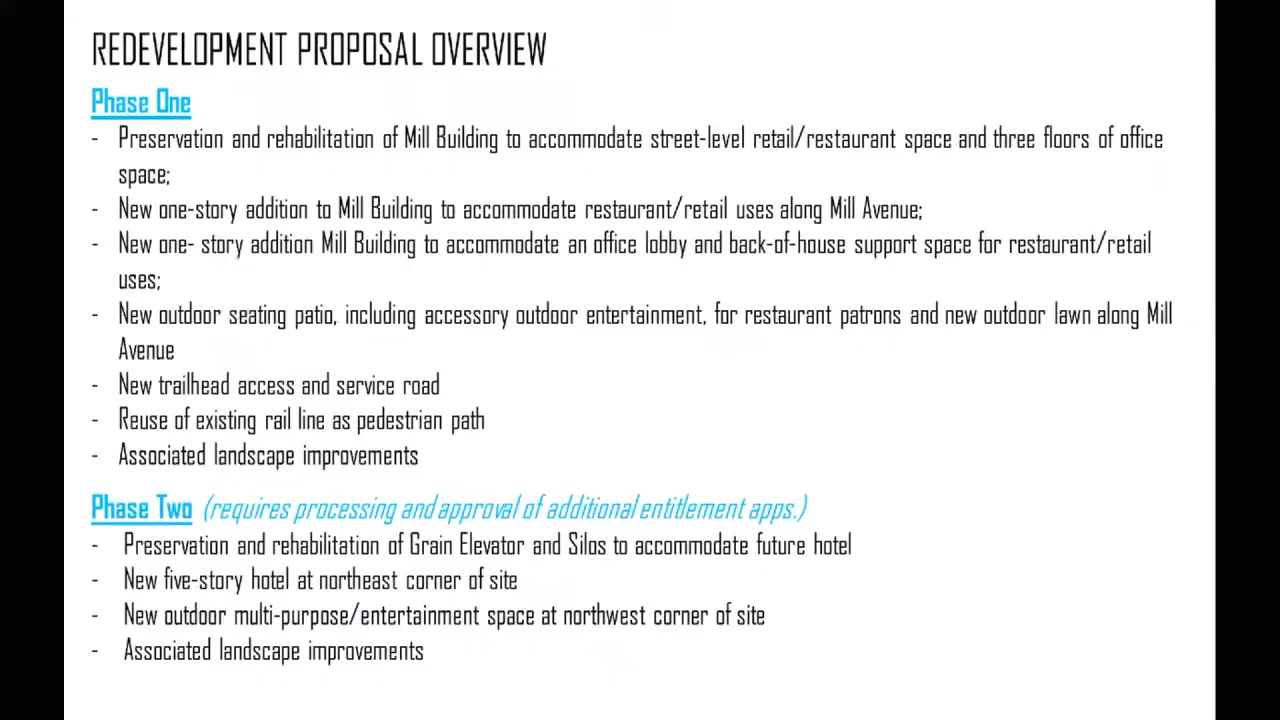 REDEVELOPMENT PROPOSAL OVERVIEW
Phase One
- Preservation and rehabilitation of Mill Building to accommodate street-level retail/restaurant space and three floors of office
space;
- New one-story addition to Mill Building to accommodate restaurant/retail uses along Mill Avenue;
- New one- story addition Mill Building to accommodate an office lobby and back-of-house support space for restaurant/retail
uses;
- New outdoor seating patio, including accessory outdoor entertainment, for restaurant patrons and new outdoor lawn along Mill
Avenue
- New trailhead access and service road
- Reuse of existing rail line as pedestrian path
- Associated landscape improvements
Phase Two (requires processing and approval of additional entitlement apps.)
- Preservation and rehabilitation of Grain Elevator and Silos to accommodate future hotel
- New five-story hotel at northeast corner of site
- New outdoor multi-purpose/entertainment space at northwest corner of site
- Associated landscape improvements